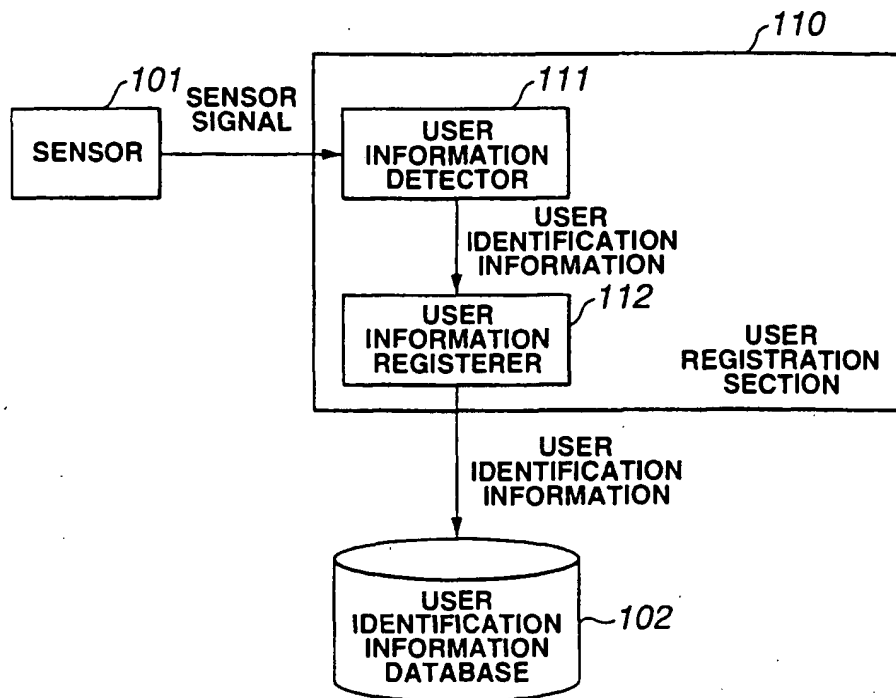 110
101
SENSOR
SIGNAL
111
SENSOR
USER
INFORMATION
DETECTOR
USER
IDENTIFICATION
INFORMATION
112
USER
INFORMATION
REGISTERER
USER
REGISTRATION
SECTION
USER
IDENTIFICATION
INFORMATION
USER
IDENTIFICATION
INFORMATION
DATABASE
102